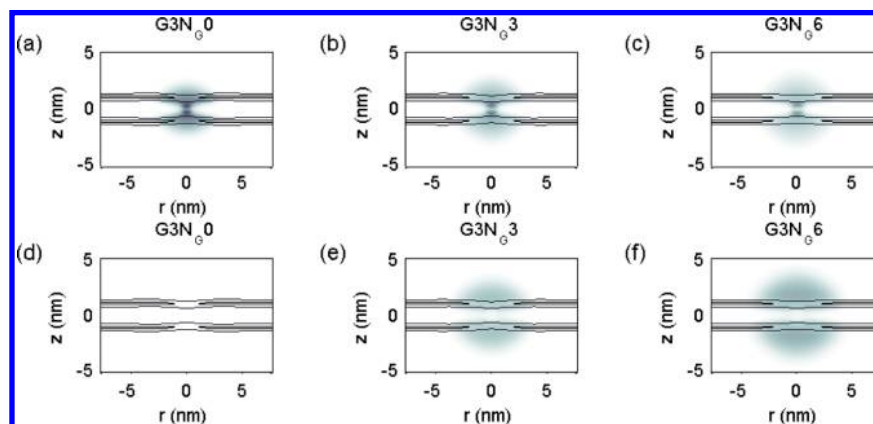 G3N_G0 G3N_G3 G3N_G6
(a) (b) (c)
5 5 5
z (nm) z (nm) z (nm)
0 0 0
-5 -5 -5
-5 0 5 -5 0 5 -5 0 5
r (nm) r (nm) r (nm)
G3N_G0 G3N_G3 G3N_G6
(d) (e) (f)
5 5 5
z (nm) z (nm) z (nm)
0 0 0
-5 -5 -5
-5 0 5 -5 0 5 -5 0 5
r (nm) r (nm) r (nm)